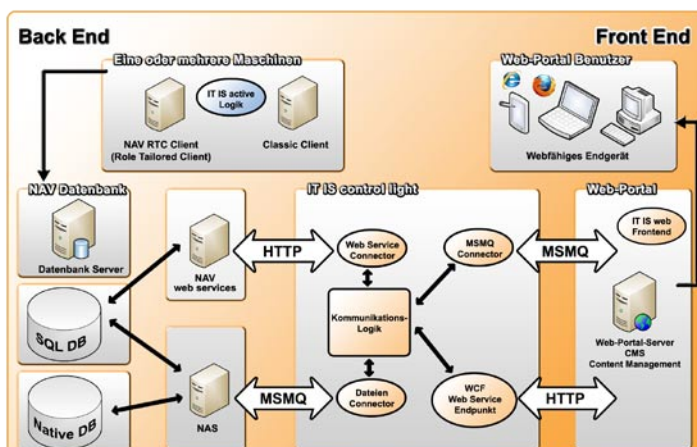 Back End
Front End
Eine oder mehrere Maschinen
IT IS active
Logik
NAV RTC Client
(Role Tailored Client)
Classic Client
Web-Portal Benutzer
Webfähiges Endgerät
NAV Datenbank
Datenbank Server
SQL DB
Native DB
NAV
web services
NAS
HTTP
MSMQ
IT IS control light
Web Service
Connector
MSMQ
Connector
Kommunikations-
Logik
Dateien
Connector
WCF
Web Service
Endpunkt
MSMQ
HTTP
Web-Portal
IT IS web
Frontend
Web-Portal-Server
CMS
Content Management